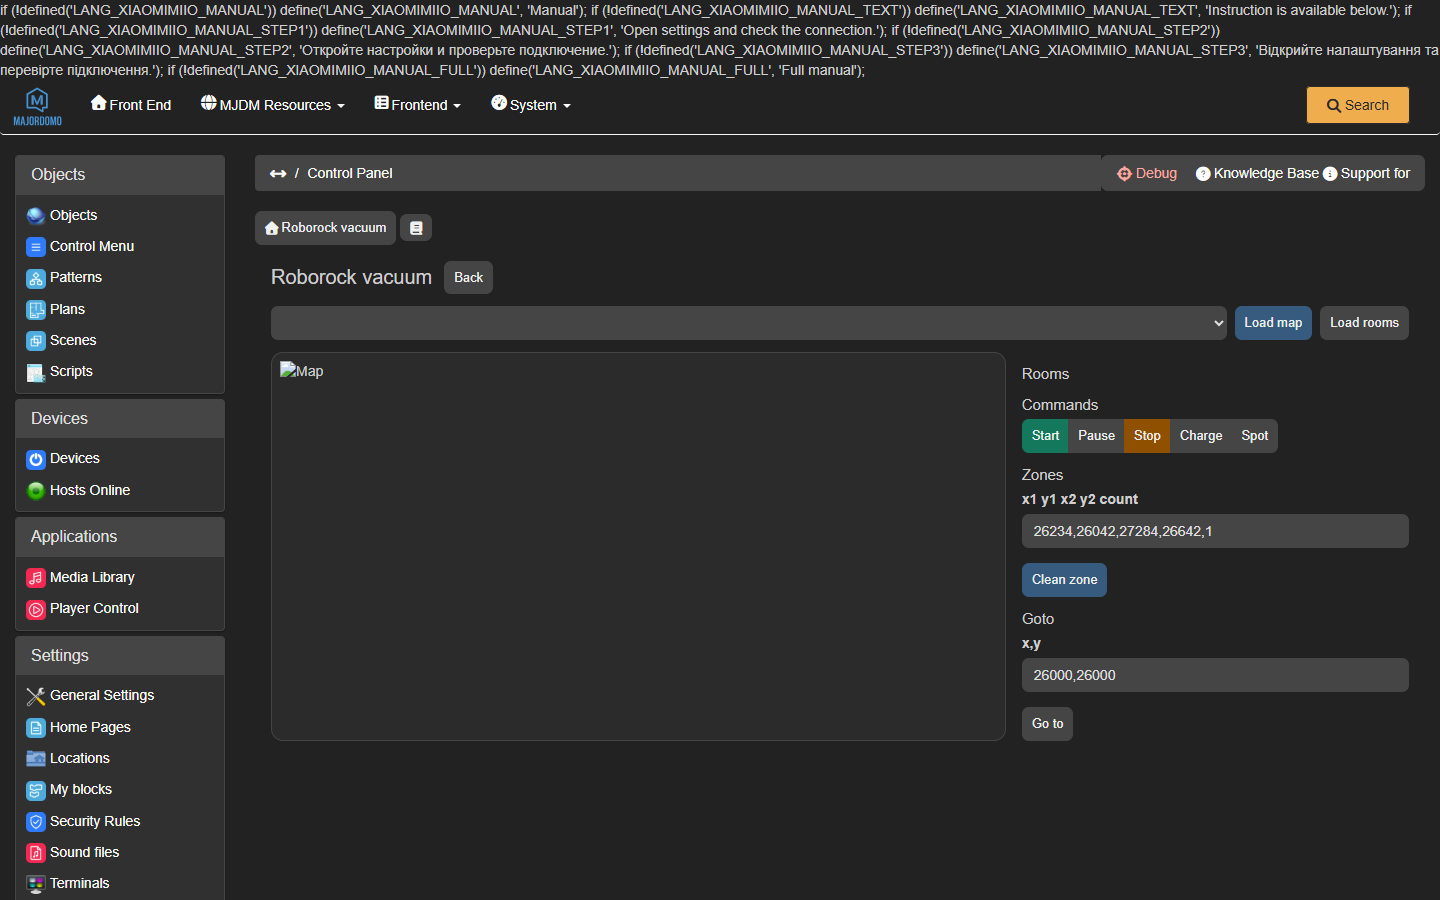 if (!defined('LANG_XIAOMIMIIO_MANUAL')) define('LANG_XIAOMIMIIO_MANUAL', 'Manual'); if (!defined('LANG_XIAOMIMIIO_MANUAL_TEXT')) define('LANG_XIAOMIMIIO_MANUAL_TEXT', 'Instruction is available below.'); if
(!defined('LANG_XIAOMIMIIO_MANUAL_STEP1')) define('LANG_XIAOMIMIIO_MANUAL_STEP1', 'Open settings and check the connection.'); if (!defined('LANG_XIAOMIMIIO_MANUAL_STEP2'))
define('LANG_XIAOMIMIIO_MANUAL_STEP2', 'Откройте настройки и проверьте подключение.'); if (!defined('LANG_XIAOMIMIIO_MANUAL_STEP3')) define('LANG_XIAOMIMIIO_MANUAL_STEP3', 'Відкрийте налаштування та
перевірте підключення.'); if (!defined('LANG_XIAOMIMIIO_MANUAL_FULL')) define('LANG_XIAOMIMIIO_MANUAL_FULL', 'Full manual');
MAJORDOMO
Front End
MJDM Resources
Frontend
System
Search
Objects
Objects
Control Menu
Patterns
Plans
Scenes
Scripts
Devices
Devices
Hosts Online
Applications
Media Library
Player Control
Settings
General Settings
Home Pages
Locations
My blocks
Security Rules
Sound files
Terminals
/ Control Panel
Debug
Knowledge Base
Support for
Roborock vacuum
Roborock vacuum
Back
Load map
Load rooms
Map
Rooms
Commands
Start
Pause
Stop
Charge
Spot
Zones
x1 y1 x2 y2 count
26234,26042,27284,26642,1
Clean zone
Goto
x,y
26000,26000
Go to